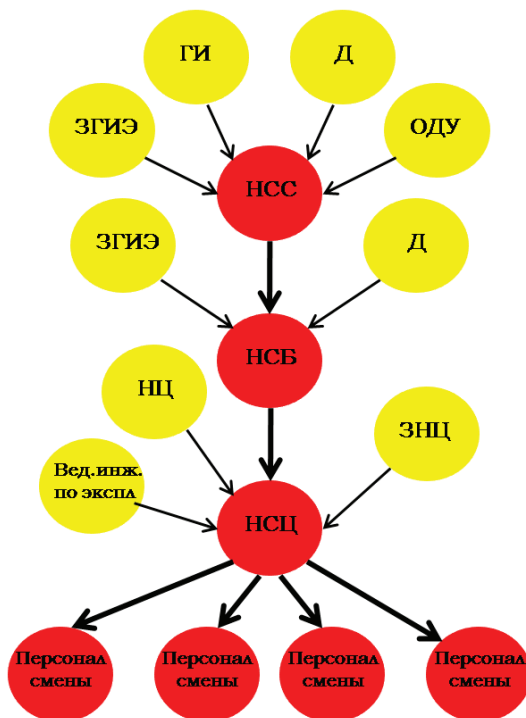 ГИ
Д
ЗГИЭ
ОДУ
НСС
ЗГИЭ
Д
НСБ
НЦ
ЗНЦ
Вед.инж.
по экспл
НСЦ
Персонал
смены
Персонал
смены
Персонал
смены
Персонал
смены